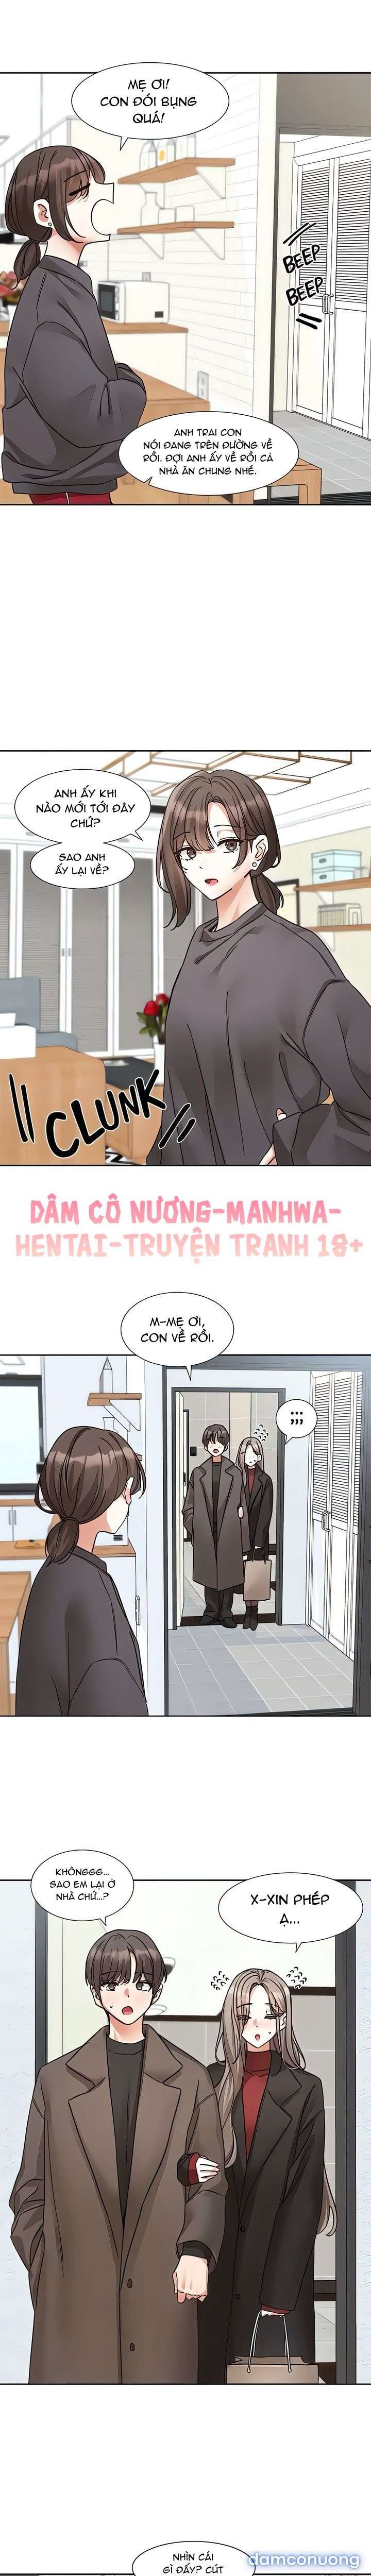 MẸ ƠI!
CON ĐÓI BỤNG
QUÁ!
BEEP
BEEP
ANH TRAI CON
NÓI ĐANG TRÊN ĐƯỜNG VỀ
RỒI. ĐỢI ANH ẤY VỀ RỒI CẢ
NHÀ ĂN CHUNG NHÉ.
ANH ẤY KHI
NÀO MỚI TỚI ĐÂY
CHỨ?
SAO ANH
ẤY LẠI VỀ?
CLUNK
DÂM CÔ NƯƠNG-MANHWA-
HENTAI-TRUYỆN TRANH 18+
M-MẸ ƠI,
CON VỀ RỒI.
;;;
KHÔNGGG...
SAO EM LẠI Ở
NHÀ CHỨ...?
X-XIN PHÉP
Ạ...
NHÌN CÁI
GÌ ĐẤY? CÚT
damconuong